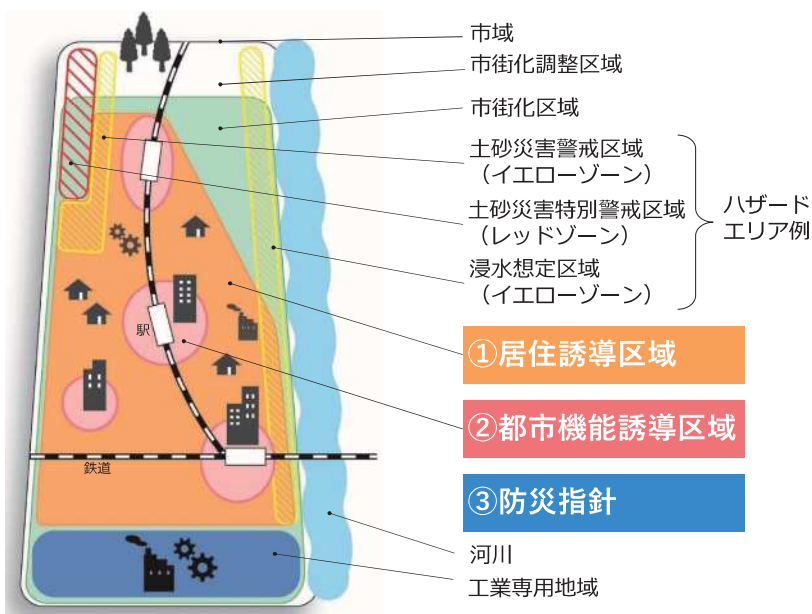 市域
市街化調整区域
市街化区域
土砂災害警戒区域
（イエローゾーン）
土砂災害特別警戒区域
（レッドゾーン）
浸水想定区域
（イエローゾーン）
ハザード
エリア例
①居住誘導区域
②都市機能誘導区域
③防災指針
河川
工業専用地域
駅
鉄道